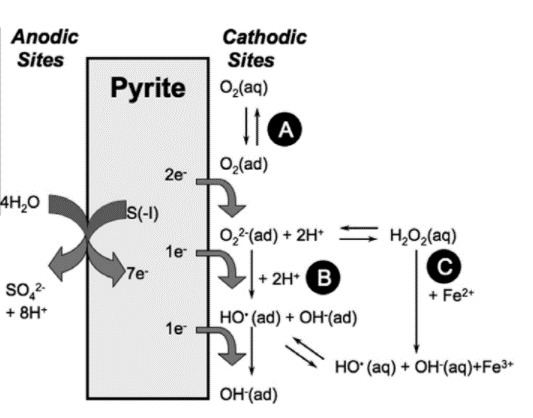 Anodic
Sites
Cathodic
Sites
Pyrite
O₂(aq)
A
O₂(ad)
2e⁻
4H₂O
S(-I)
O₂²⁻(ad) + 2H⁺
H₂O₂(aq)
1e⁻
7e⁻
+ 2H⁺
B
C
+ Fe²⁺
SO₄²⁻
+ 8H⁺
HO•(ad) + OH⁻(ad)
1e⁻
HO•(aq) + OH⁻(aq)+Fe³⁺
OH⁻(ad)